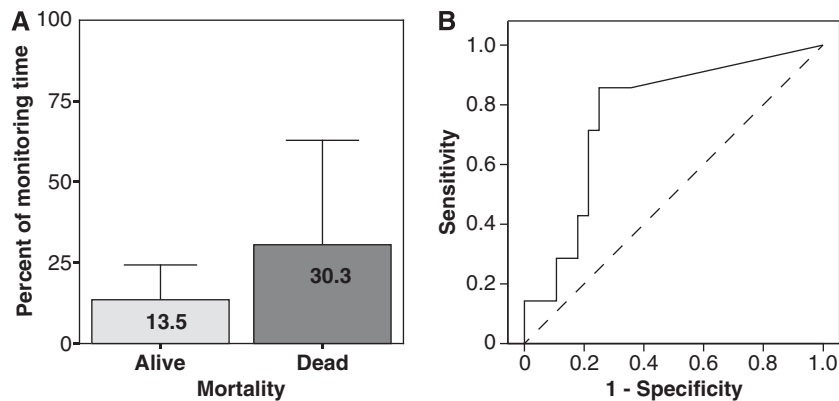 A
Percent of monitoring time
100
75
50
25
0
13.5
30.3
Alive Dead
Mortality
B
Sensitivity
1.0
0.8
0.6
0.4
0.2
0
0 0.2 0.4 0.6 0.8 1.0
1 - Specificity